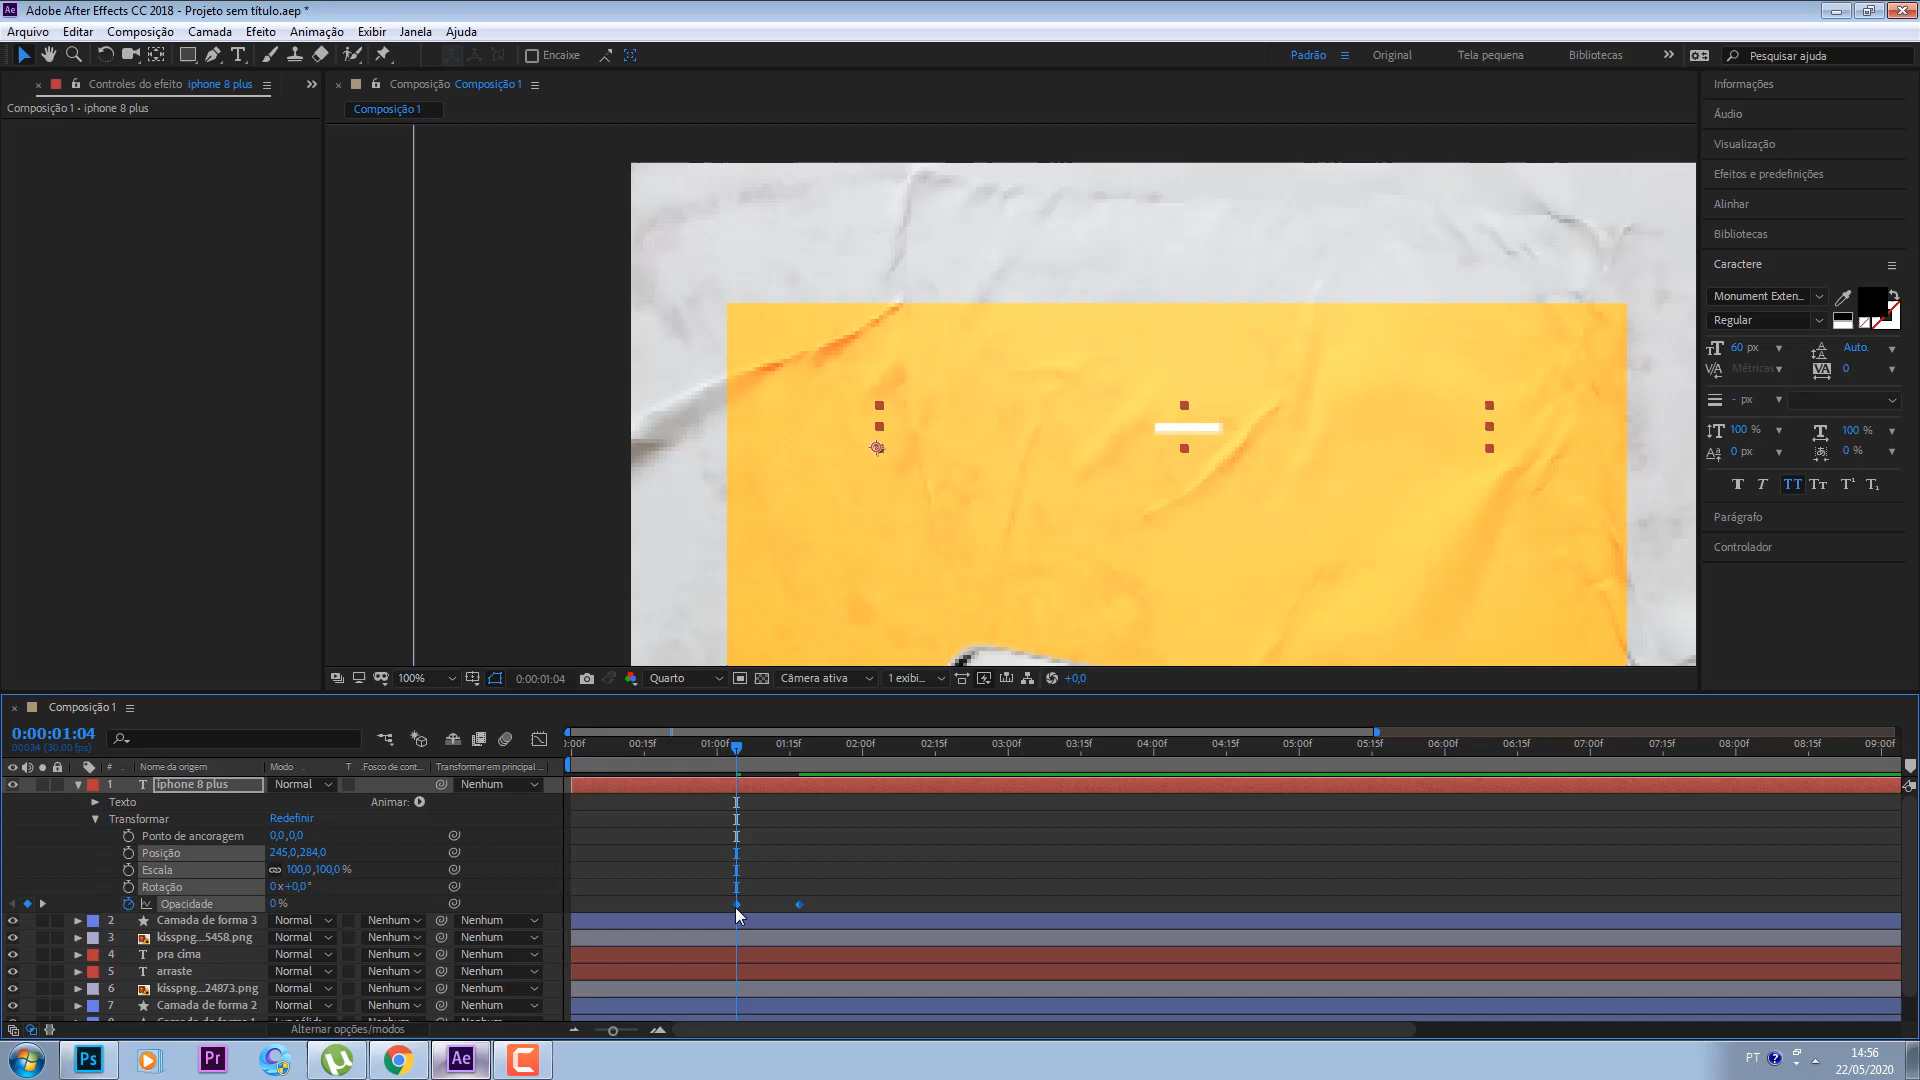 Adobe After Effects CC 2018 - Projeto sem título.aep *
Arquivo Editar Composição Camada Efeito Animação Exibir Janela Ajuda
Encaixe Padrão Original Tela pequena Bibliotecas Pesquisar ajuda
Controles do efeito iphone 8 plus
Composição 1 • iphone 8 plus
Composição Composição 1
Composição 1
Informações
Áudio
Visualização
Efeitos e predefinições
Alinhar
Bibliotecas
Caractere
Monument Exten...
Regular
60 px Auto.
Métricas 0
- px
100 % 100 %
0 px 0 %
Parágrafo
Controlador
100% 0:00:01:04 Quarto Câmera ativa 1 exibi... +0,0
Composição 1
0:00:01:04
00034 (30.00 fps)
:00f 00:15f 01:00f 01:15f 02:00f 02:15f 03:00f 03:15f 04:00f 04:15f 05:00f 05:15f 06:00f 06:15f 07:00f 07:15f 08:00f 08:15f 09:00f
# Nome da origem Modo T .Fosco de cont... Transformar em principal ...
1 T iphone 8 plus Normal Nenhum
Texto Animar:
Transformar Redefinir
Ponto de ancoragem 0,0,0,0
Posição 245,0,284,0
Escala 100,0,100,0 %
Rotação 0x+0,0°
Opacidade 0 %
2 Camada de forma 3 Normal Nenhum Nenhum
3 kisspng...5458.png Normal Nenhum Nenhum
4 T pra cima Normal Nenhum Nenhum
5 T arraste Normal Nenhum Nenhum
6 kisspng...24873.png Normal Nenhum Nenhum
7 Camada de forma 2 Normal Nenhum Nenhum
Alternar opções/modos
Ps Pr Ae
PT 14:56
22/05/2020